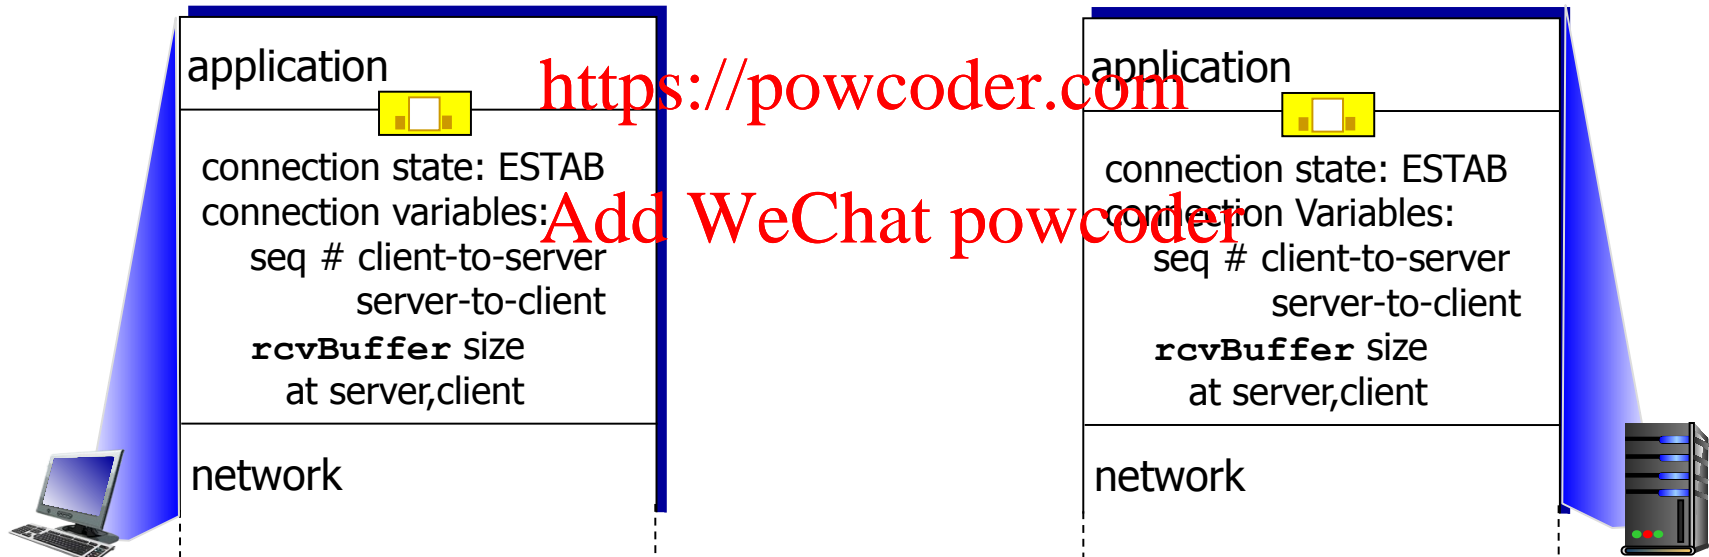 application
connection state: ESTAB
connection variables:
seq # client-to-server
server-to-client
rcvBuffer size
at server,client
network
https://powcoder.com
Add WeChat powcoder
application
connection state: ESTAB
connection Variables:
seq # client-to-server
server-to-client
rcvBuffer size
at server,client
network